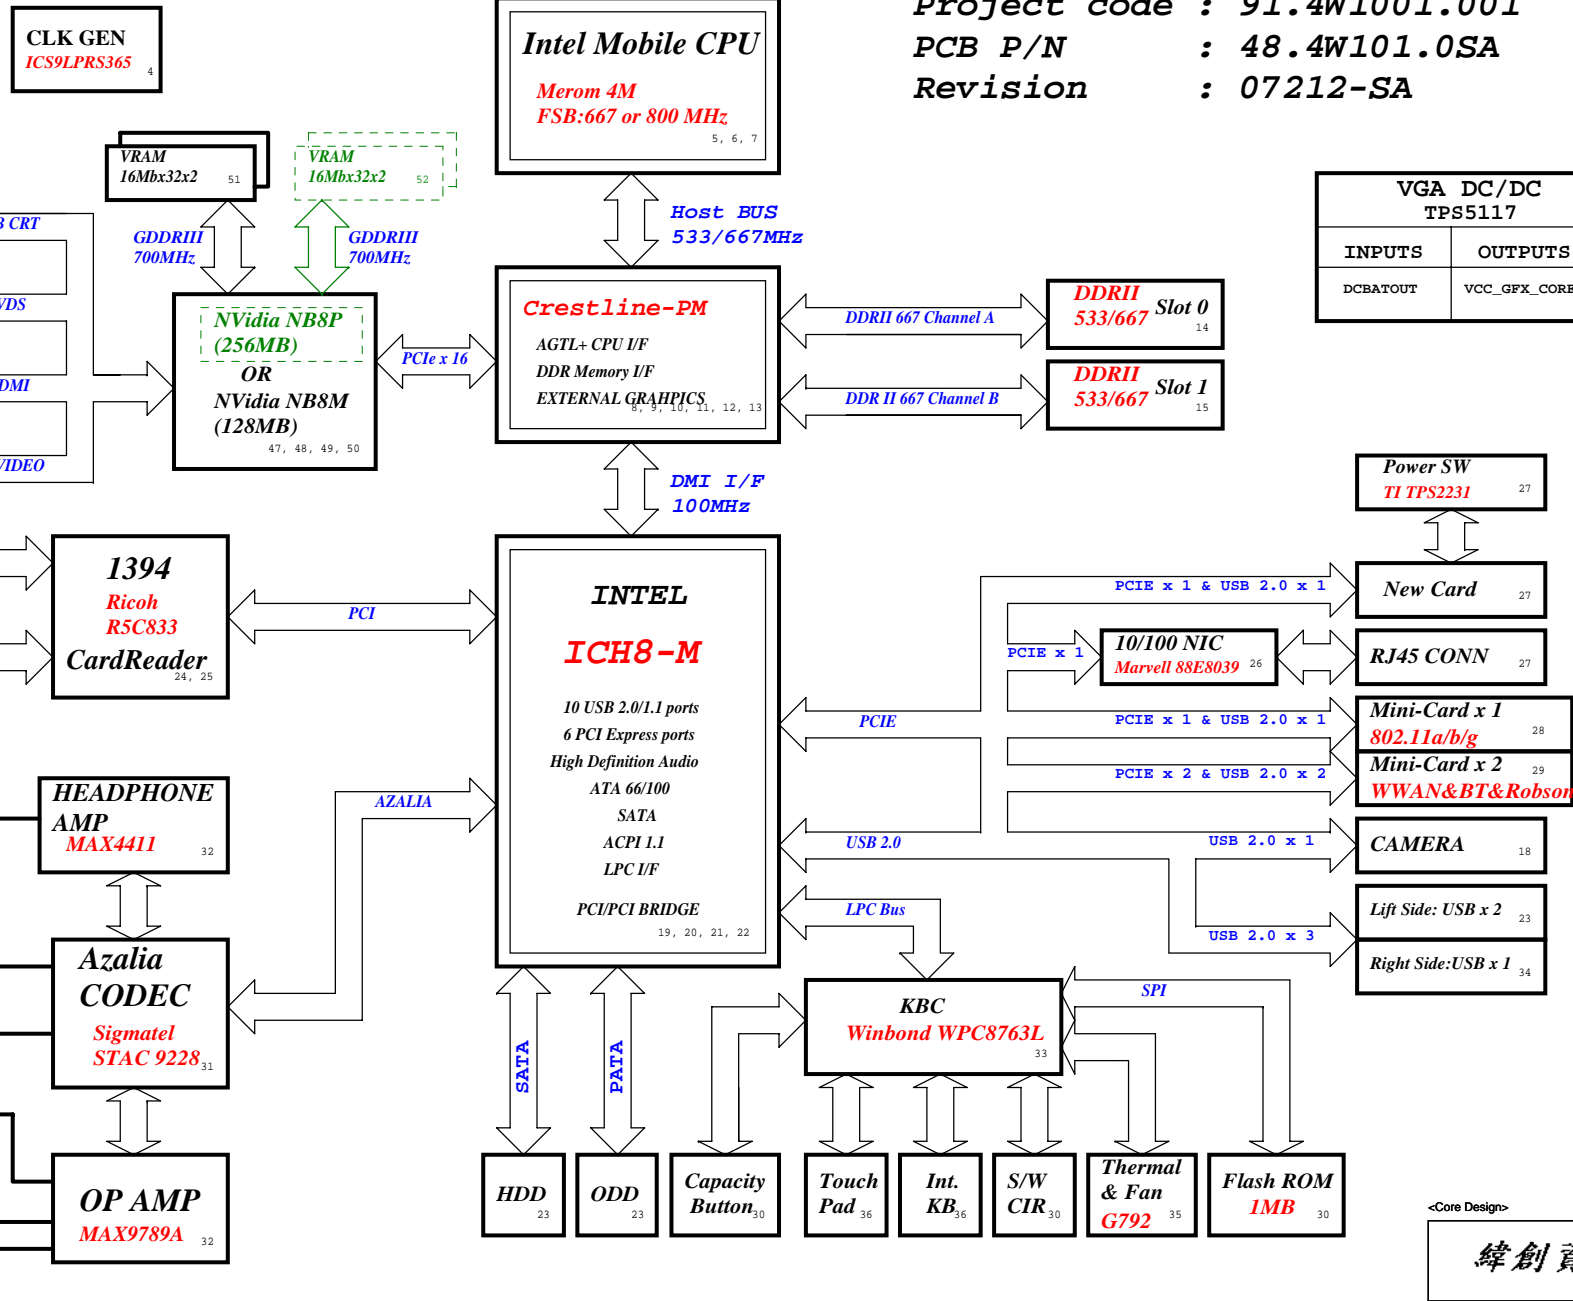 Project code : 91.4W1001.001
PCB P/N : 48.4W101.0SA
Revision : 07212-SA
CLK GEN
ICS9LPRS365
4
Intel Mobile CPU
Merom 4M
FSB:667 or 800 MHz
5, 6, 7
VRAM
16Mbx32x2
51
VRAM
16Mbx32x2
52
GDDRIII
700MHz
GDDRIII
700MHz
Host BUS
533/667MHz
VGA DC/DC
TPS5117
INPUTS
OUTPUTS
DCBATOUT
VCC_GFX_CORE
CRT
NVidia NB8P
(256MB)
OR
NVidia NB8M
(128MB)
47, 48, 49, 50
PCIe x 16
Crestline-PM
AGTL+ CPU I/F
DDR Memory I/F
EXTERNAL GRAHPICS
8, 9, 10, 11, 12, 13
DDRII 667 Channel A
DDRII
533/667
Slot 0
14
DDR II 667 Channel B
DDRII
533/667
Slot 1
15
VIDEO
DMI I/F
100MHz
Power SW
TI TPS2231
27
1394
Ricoh
R5C833
CardReader
24, 25
PCI
INTEL
ICH8-M
10 USB 2.0/1.1 ports
6 PCI Express ports
High Definition Audio
ATA 66/100
SATA
ACPI 1.1
LPC I/F
PCI/PCI BRIDGE
19, 20, 21, 22
PCIE x 1 & USB 2.0 x 1
New Card
27
PCIE x 1
10/100 NIC
Marvell 88E8039
26
RJ45 CONN
27
PCIE
PCIE x 1 & USB 2.0 x 1
Mini-Card x 1
802.11a/b/g
28
PCIE x 2 & USB 2.0 x 2
Mini-Card x 2
29
WWAN&BT&Robson
HEADPHONE
AMP
MAX4411
32
AZALIA
USB 2.0
USB 2.0 x 1
CAMERA
18
LPC Bus
Lift Side: USB x 2
23
USB 2.0 x 3
Right Side:USB x 1
34
Azalia
CODEC
Sigmatel
STAC 9228
31
SATA
PATA
KBC
Winbond WPC8763L
33
SPI
OP AMP
MAX9789A
32
HDD
23
ODD
23
Capacity
Button
30
Touch
Pad
36
Int.
KB
36
S/W
CIR
30
Thermal
& Fan
G792
35
Flash ROM
1MB
30
<Core Design>
緯創資